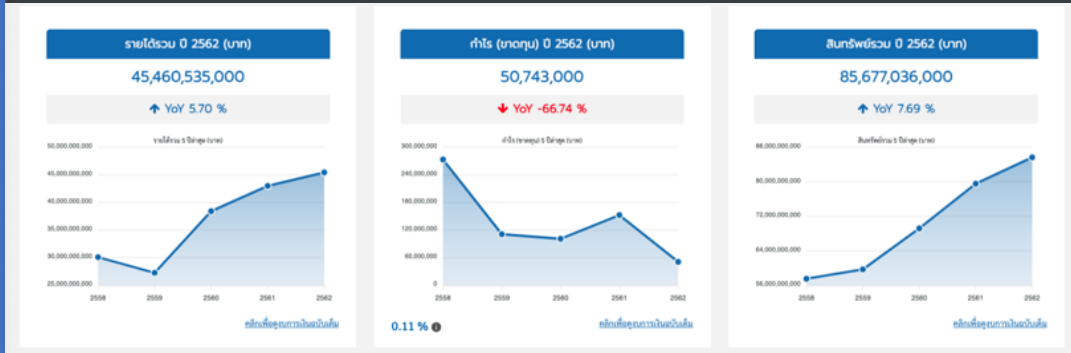 รายได้รวม ปี 2562 (บาท)
45,460,535,000
YoY 5.70 %
รายได้รวม 5 ปีล่าสุด (บาท)
50,000,000,000
45,000,000,000
40,000,000,000
35,000,000,000
30,000,000,000
25,000,000,000
2558 2559 2560 2561 2562
คลิกเพื่อดูงบการเงินฉบับเต็ม
กำไร (ขาดทุน) ปี 2562 (บาท)
50,743,000
YoY -66.74 %
กำไร (ขาดทุน) 5 ปีล่าสุด (บาท)
300,000,000
240,000,000
180,000,000
120,000,000
60,000,000
0
2558 2559 2560 2561 2562
0.11 %
คลิกเพื่อดูงบการเงินฉบับเต็ม
สินทรัพย์รวม ปี 2562 (บาท)
85,677,036,000
YoY 7.69 %
สินทรัพย์รวม 5 ปีล่าสุด (บาท)
88,000,000,000
80,000,000,000
72,000,000,000
64,000,000,000
56,000,000,000
2558 2559 2560 2561 2562
คลิกเพื่อดูงบการเงินฉบับเต็ม